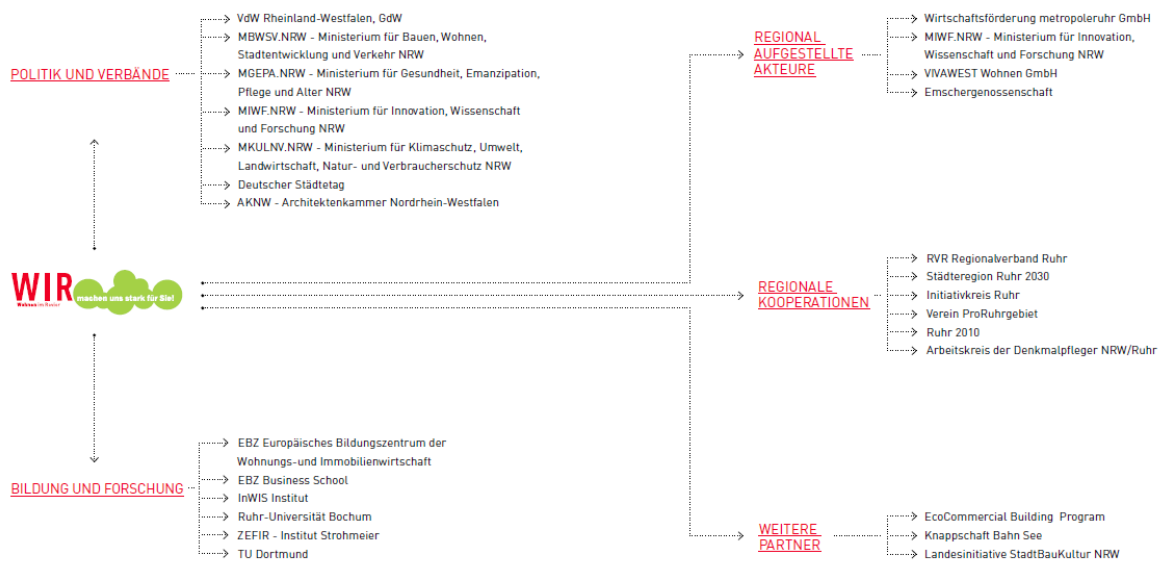 POLITIK UND VERBÄNDE
VdW Rheinland-Westfalen, GdW
MBWSV.NRW - Ministerium für Bauen, Wohnen,
Stadtentwicklung und Verkehr NRW
MGEPA.NRW - Ministerium für Gesundheit, Emanzipation,
Pflege und Alter NRW
MIWF.NRW - Ministerium für Innovation, Wissenschaft
und Forschung NRW
MKULNV.NRW - Ministerium für Klimaschutz, Umwelt,
Landwirtschaft, Natur- und Verbraucherschutz NRW
Deutscher Städtetag
AKNW - Architektenkammer Nordrhein-Westfalen
REGIONAL
AUFGESTELLTE
AKTEURE
Wirtschaftsförderung metropoleruhr GmbH
MIWF.NRW - Ministerium für Innovation,
Wissenschaft und Forschung NRW
VIVAWEST Wohnen GmbH
Emschergenossenschaft
WIR
Wohnen im Revier
machen uns stark für Sie!
REGIONALE
KOOPERATIONEN
RVR Regionalverband Ruhr
Städteregion Ruhr 2030
Initiativkreis Ruhr
Verein ProRuhrgebiet
Ruhr 2010
Arbeitskreis der Denkmalpfleger NRW/Ruhr
BILDUNG UND FORSCHUNG
EBZ Europäisches Bildungszentrum der
Wohnungs-und Immobilienwirtschaft
EBZ Business School
InWIS Institut
Ruhr-Universität Bochum
ZEFIR - Institut Strohmeier
TU Dortmund
WEITERE
PARTNER
EcoCommercial Building Program
Knappschaft Bahn See
Landesinitiative StadtBauKultur NRW